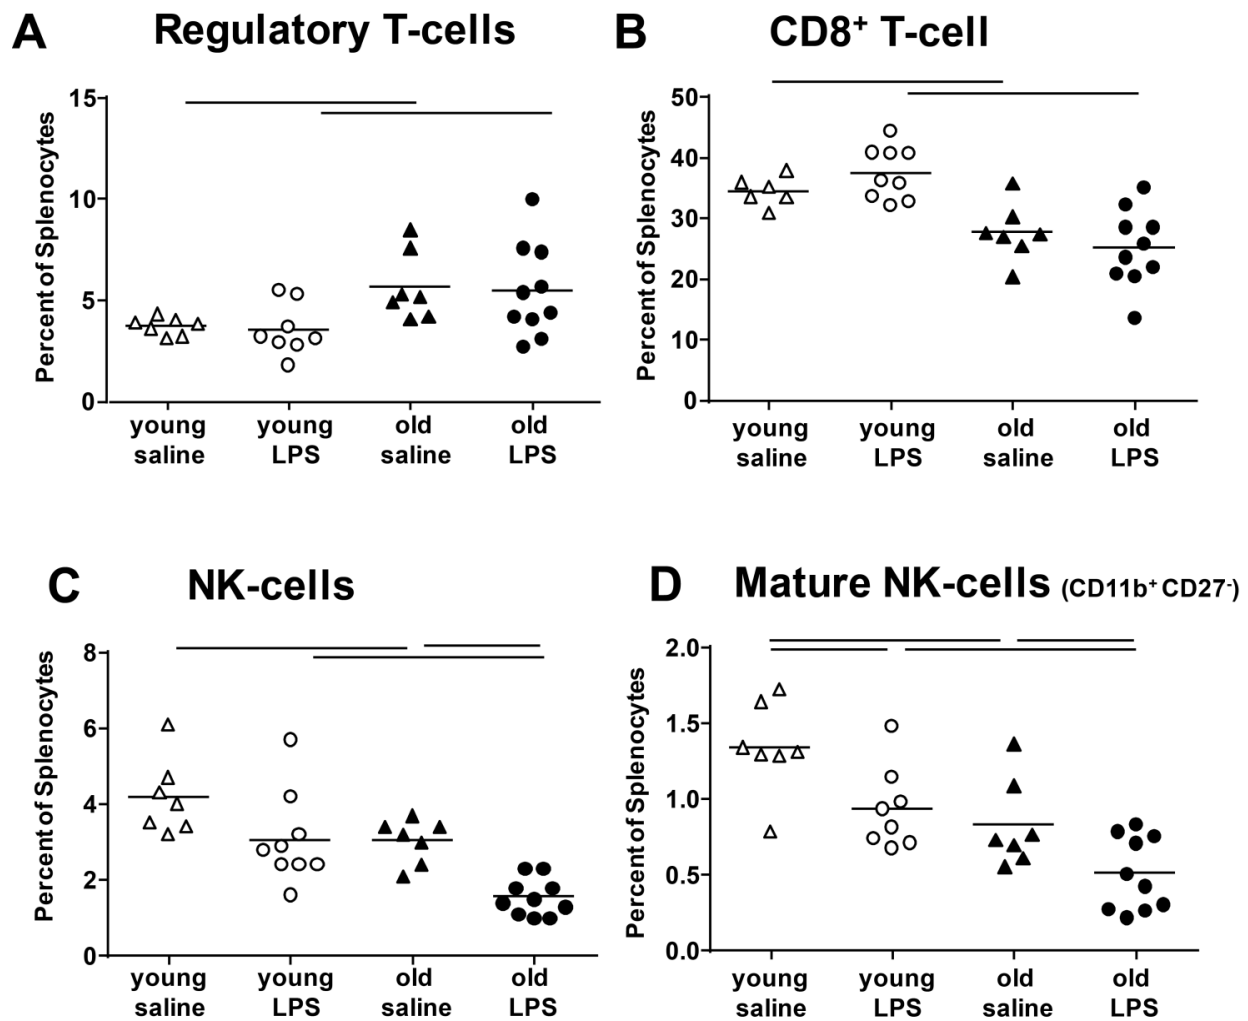 A Regulatory T-cells
Percent of Splenocytes
15
10
5
0
young saline
young LPS
old saline
old LPS
B CD8⁺ T-cell
Percent of Splenocytes
50
40
30
20
10
0
young saline
young LPS
old saline
old LPS
C NK-cells
Percent of Splenocytes
8
6
4
2
0
young saline
young LPS
old saline
old LPS
D Mature NK-cells (CD11b⁺ CD27⁻)
Percent of Splenocytes
2.0
1.5
1.0
0.5
0.0
young saline
young LPS
old saline
old LPS